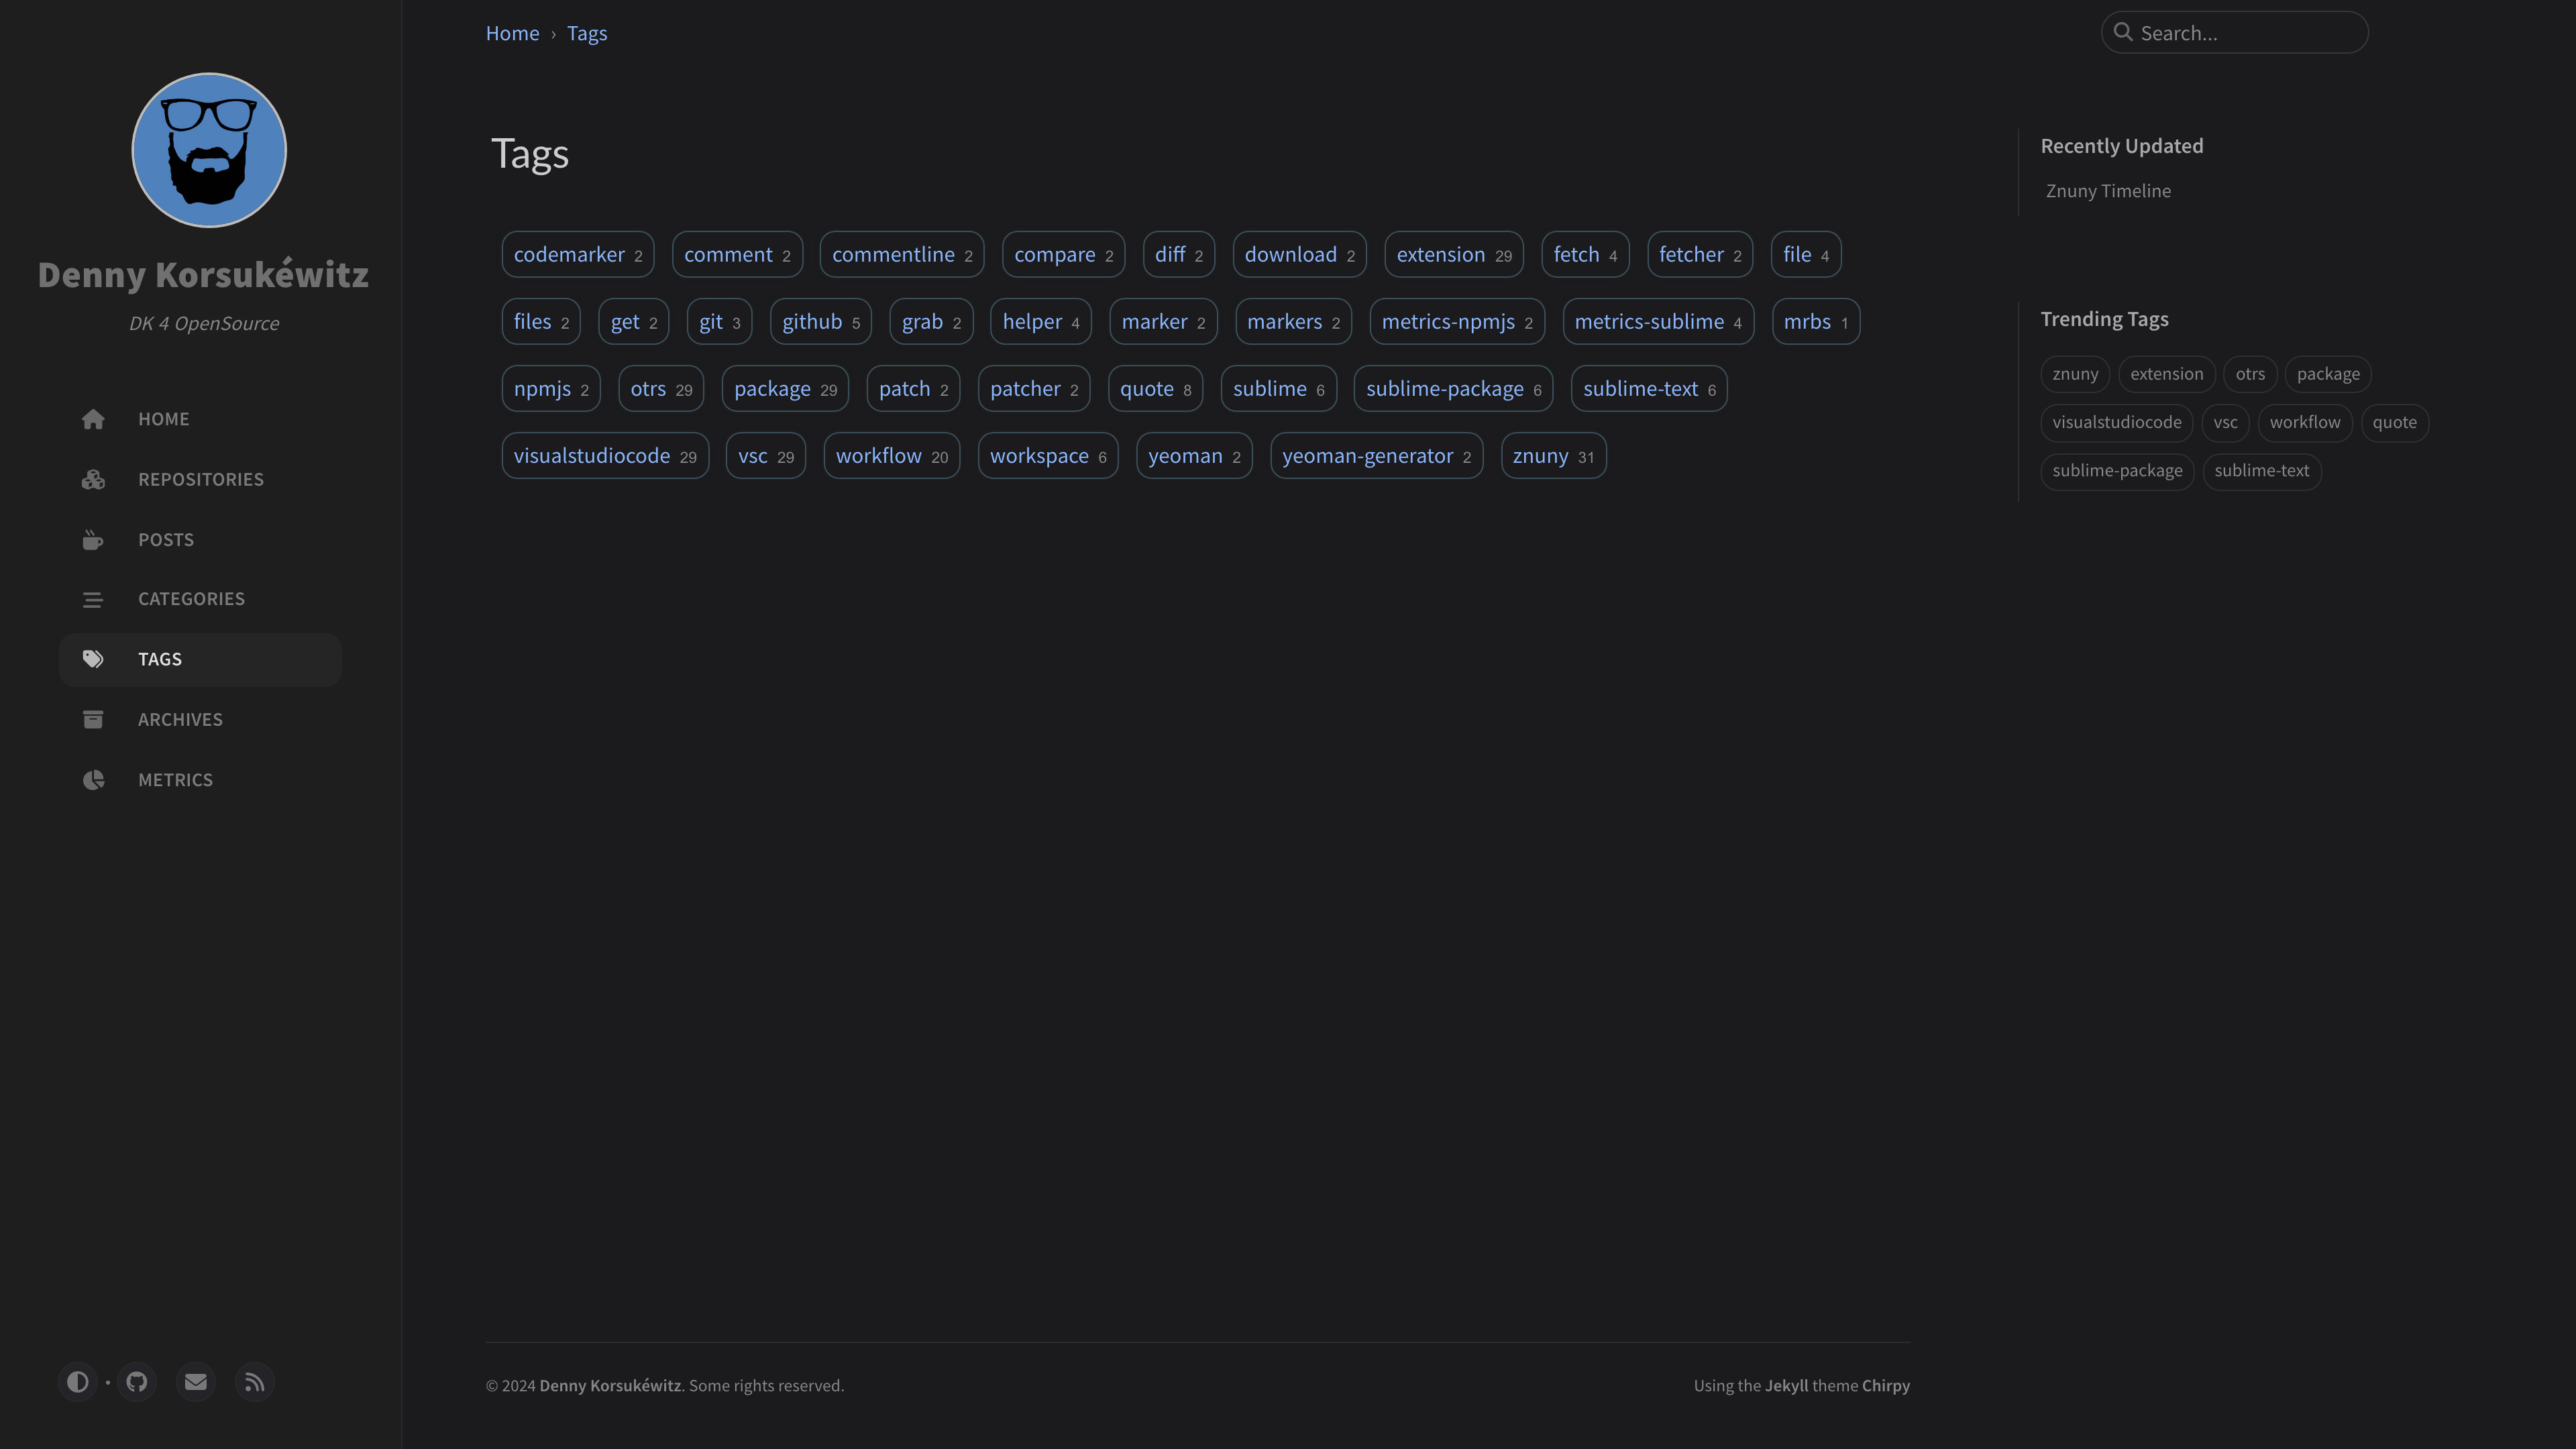 Denny Korsukéwitz
DK 4 OpenSource
HOME
REPOSITORIES
POSTS
CATEGORIES
TAGS
ARCHIVES
METRICS
Home › Tags
Search...
Tags
codemarker 2 comment 2 commentline 2 compare 2 diff 2 download 2 extension 29 fetch 4 fetcher 2 file 4
files 2 get 2 git 3 github 5 grab 2 helper 4 marker 2 markers 2 metrics-npmjs 2 metrics-sublime 4 mrbs 1
npmjs 2 otrs 29 package 29 patch 2 patcher 2 quote 8 sublime 6 sublime-package 6 sublime-text 6
visualstudiocode 29 vsc 29 workflow 20 workspace 6 yeoman 2 yeoman-generator 2 znuny 31
Recently Updated
Znuny Timeline
Trending Tags
znuny extension otrs package
visualstudiocode vsc workflow quote
sublime-package sublime-text
© 2024 Denny Korsukéwitz. Some rights reserved.
Using the Jekyll theme Chirpy